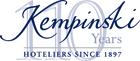 Kempinski
110 Years
HOTELIERS SINCE 1897